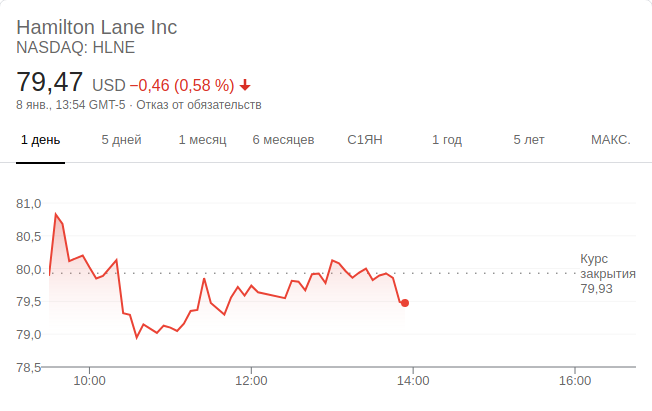 Hamilton Lane Inc
NASDAQ: HLNE
79,47 USD −0,46 (0,58 %)
8 янв., 13:54 GMT-5 · Отказ от обязательств
1 день 5 дней 1 месяц 6 месяцев С1ЯН 1 год 5 лет МАКС.
81,0
80,5
80,0
79,5
79,0
78,5
Курс
закрытия
79,93
10:00 12:00 14:00 16:00